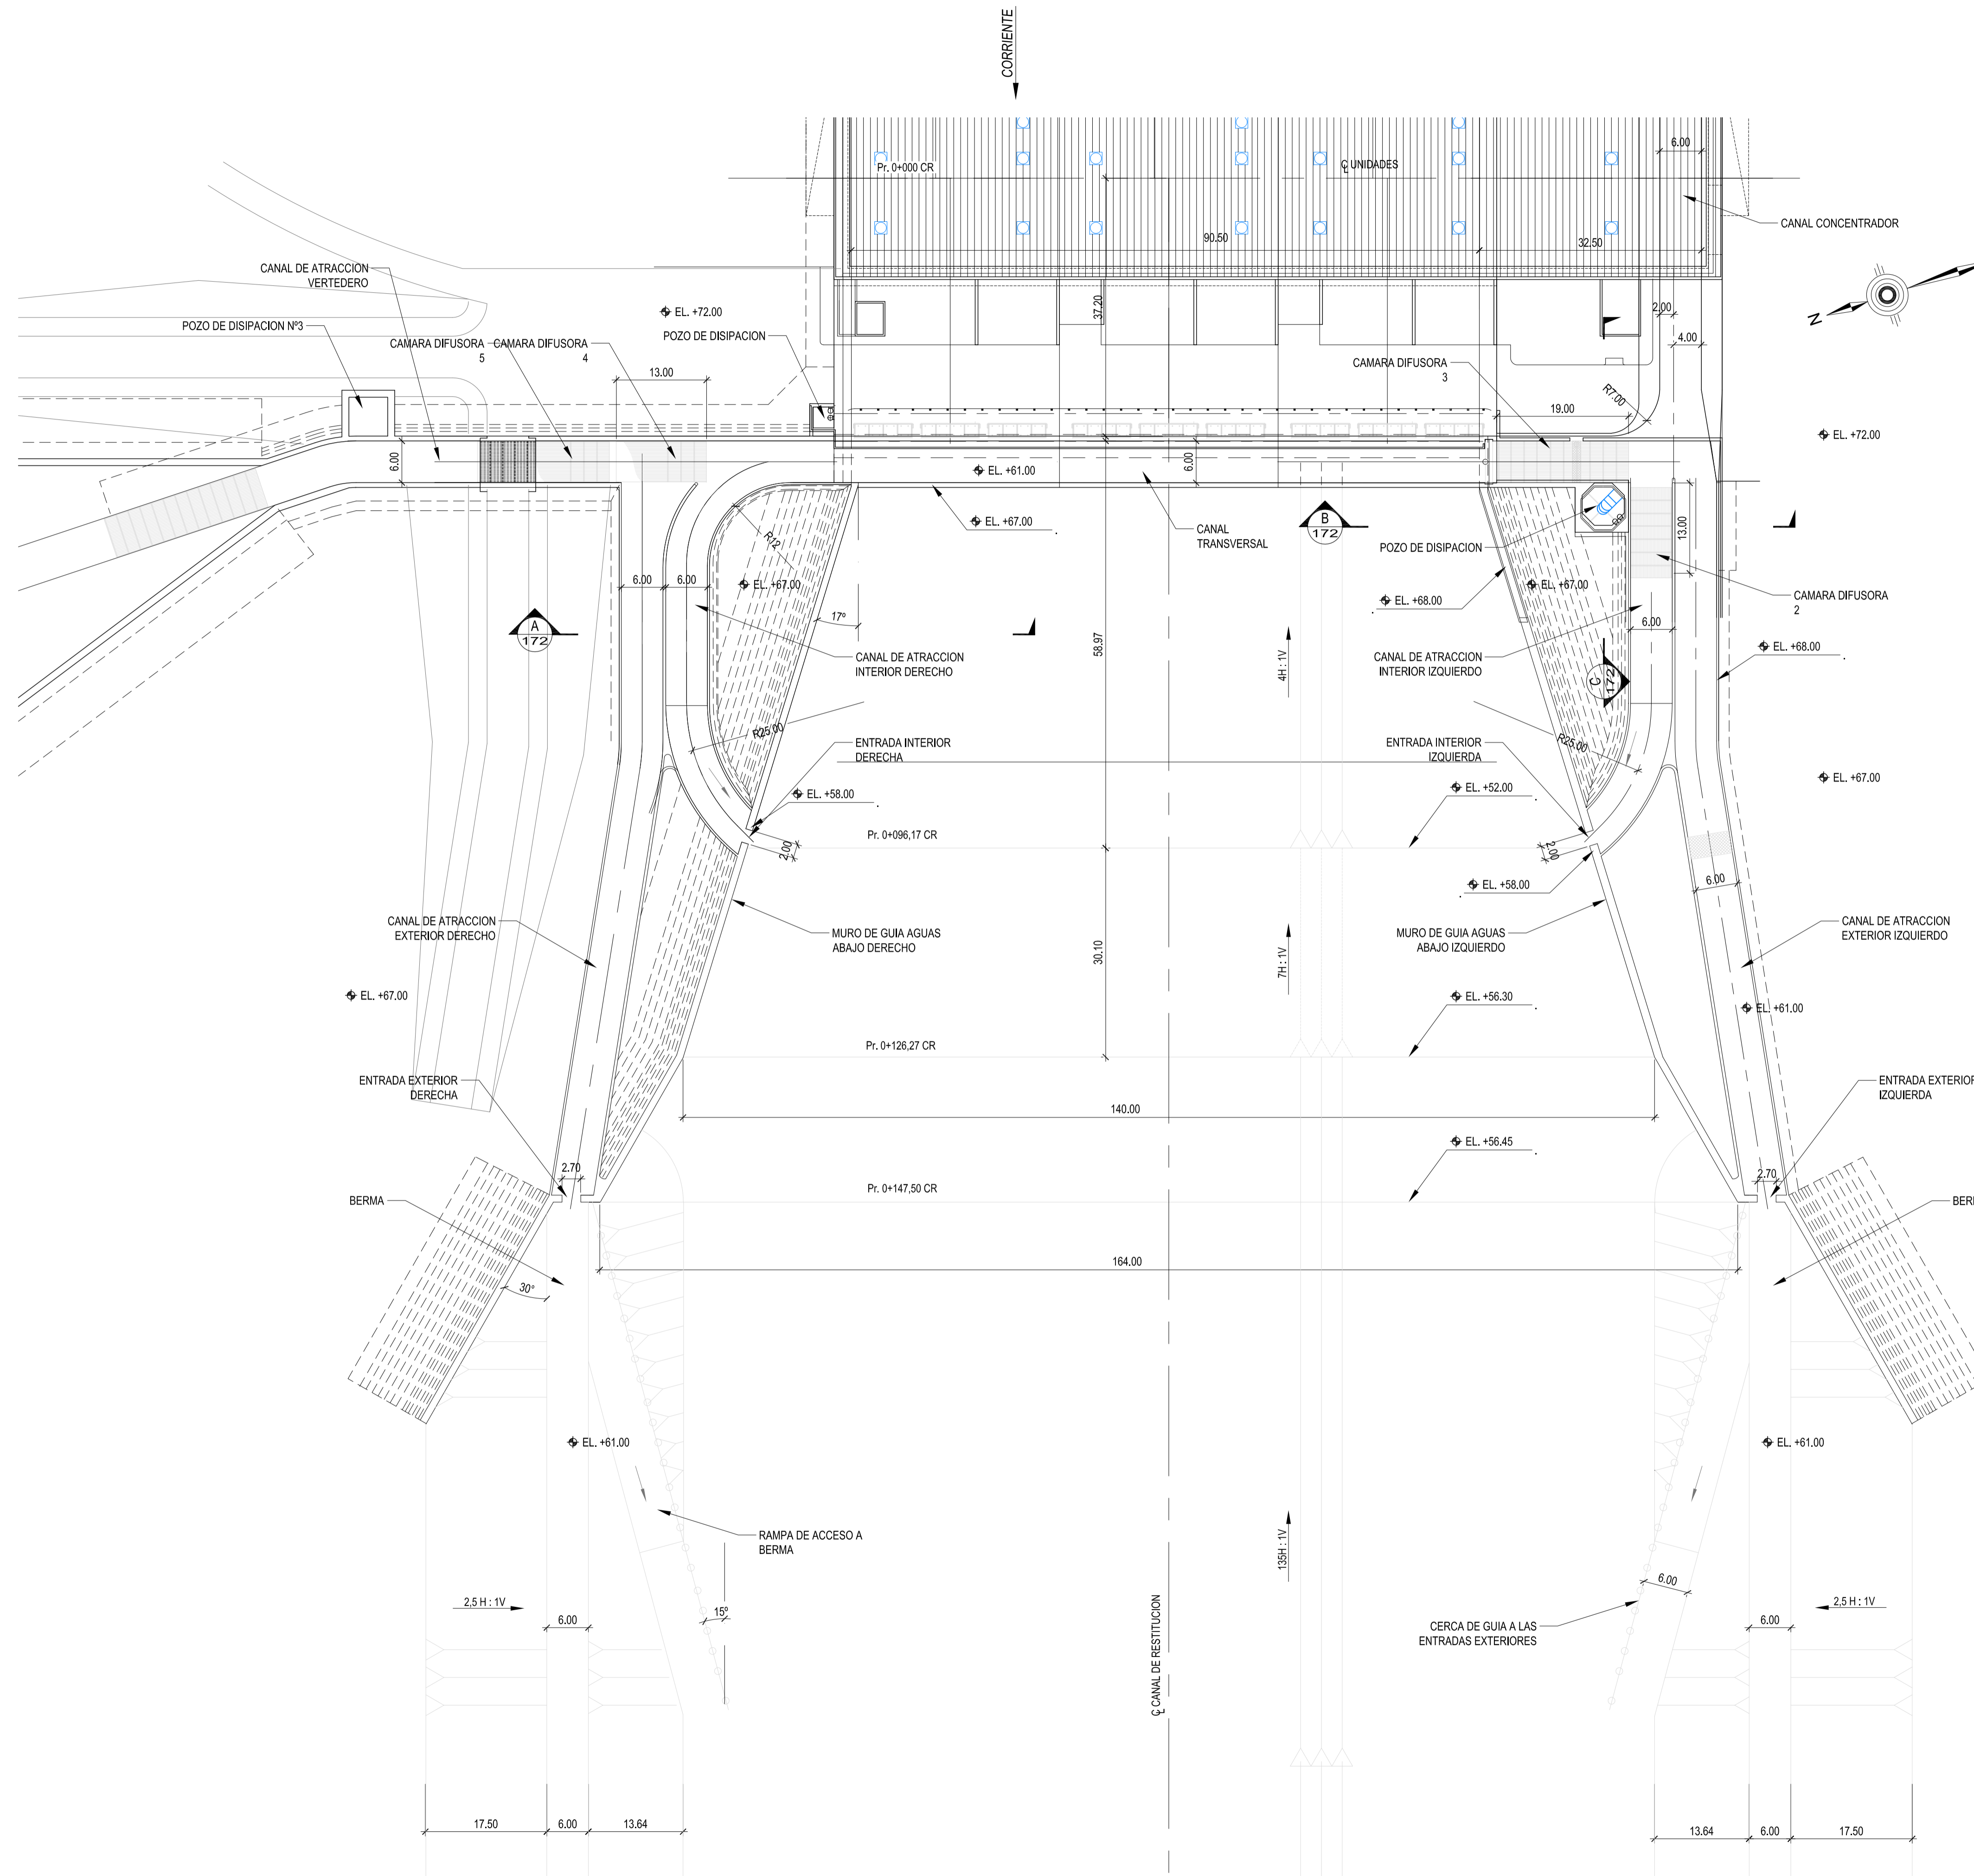 CORRIENTE
Pr. 0+000 CR
C UNIDADES
L
6.00
CANAL CONCENTRADOR
90.50
32.50
CANAL DE ATRACCION
VERTEDERO
N
EL. +72.00
37.20
2.00
POZO DE DISIPACION Nº3
CAMARA DIFUSORA
5
CAMARA DIFUSORA
4
POZO DE DISIPACION
4.00
13.00
CAMARA DIFUSORA
3
R7.00
19.00
EL. +72.00
6.00
EL. +61.00
6.00
EL. +67.00
CANAL
TRANSVERSAL
B
172
POZO DE DISIPACION
13.00
R12
6.00
6.00
EL. +67.00
EL. +67.00
EL. +68.00
CAMARA DIFUSORA
2
17º
A
172
6.00
58.97
4H : 1V
CANAL DE ATRACCION
INTERIOR DERECHO
CANAL DE ATRACCION
INTERIOR IZQUIERDO
EL. +68.00
C
172
R25.00
R25.00
ENTRADA INTERIOR
DERECHA
ENTRADA INTERIOR
IZQUIERDA
EL. +67.00
EL. +58.00
EL. +52.00
Pr. 0+096,17 CR
2.00
2.00
EL. +58.00
6.00
CANAL DE ATRACCION
EXTERIOR DERECHO
MURO DE GUIA AGUAS
ABAJO DERECHO
MURO DE GUIA AGUAS
ABAJO IZQUIERDO
CANAL DE ATRACCION
EXTERIOR IZQUIERDO
30.10
7H : 1V
EL. +67.00
EL. +56.30
EL. +61.00
Pr. 0+126,27 CR
ENTRADA EXTERIOR
DERECHA
ENTRADA EXTERIOR
IZQUIERDA
140.00
EL. +56.45
2.70
2.70
BERMA
Pr. 0+147,50 CR
BER
164.00
30°
EL. +61.00
EL. +61.00
RAMPA DE ACCESO A
BERMA
135H : 1V
2,5 H : 1V
6.00
15º
C CANAL DE RESTITUCION
L
6.00
CERCA DE GUIA A LAS
ENTRADAS EXTERIORES
6.00
2,5 H : 1V
17.50
6.00
13.64
13.64
6.00
17.50